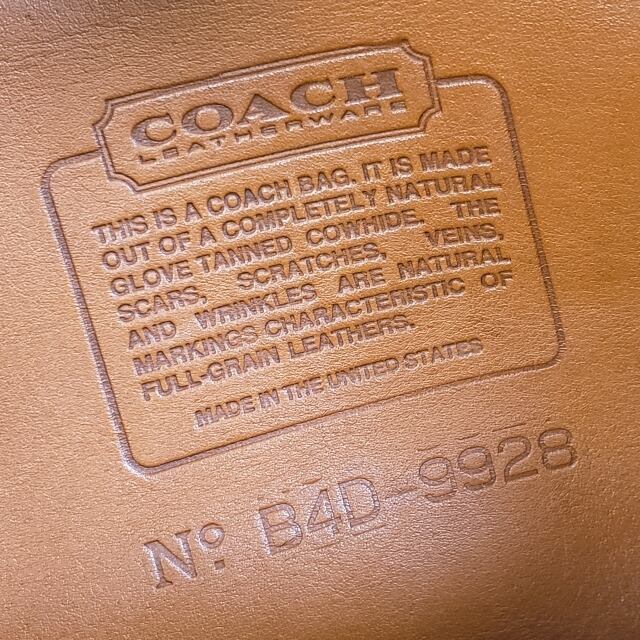 COACH
LEATHERWARE
THIS IS A COACH BAG. IT IS MADE
OUT OF A COMPLETELY NATURAL
GLOVE TANNED COWHIDE, THE
SCARS, SCRATCHES, VEINS,
AND WRINKLES ARE NATURAL
MARKINGS CHARACTERISTIC OF
FULL-GRAIN LEATHERS.
MADE IN THE UNITED STATES
Nº B4D-9928